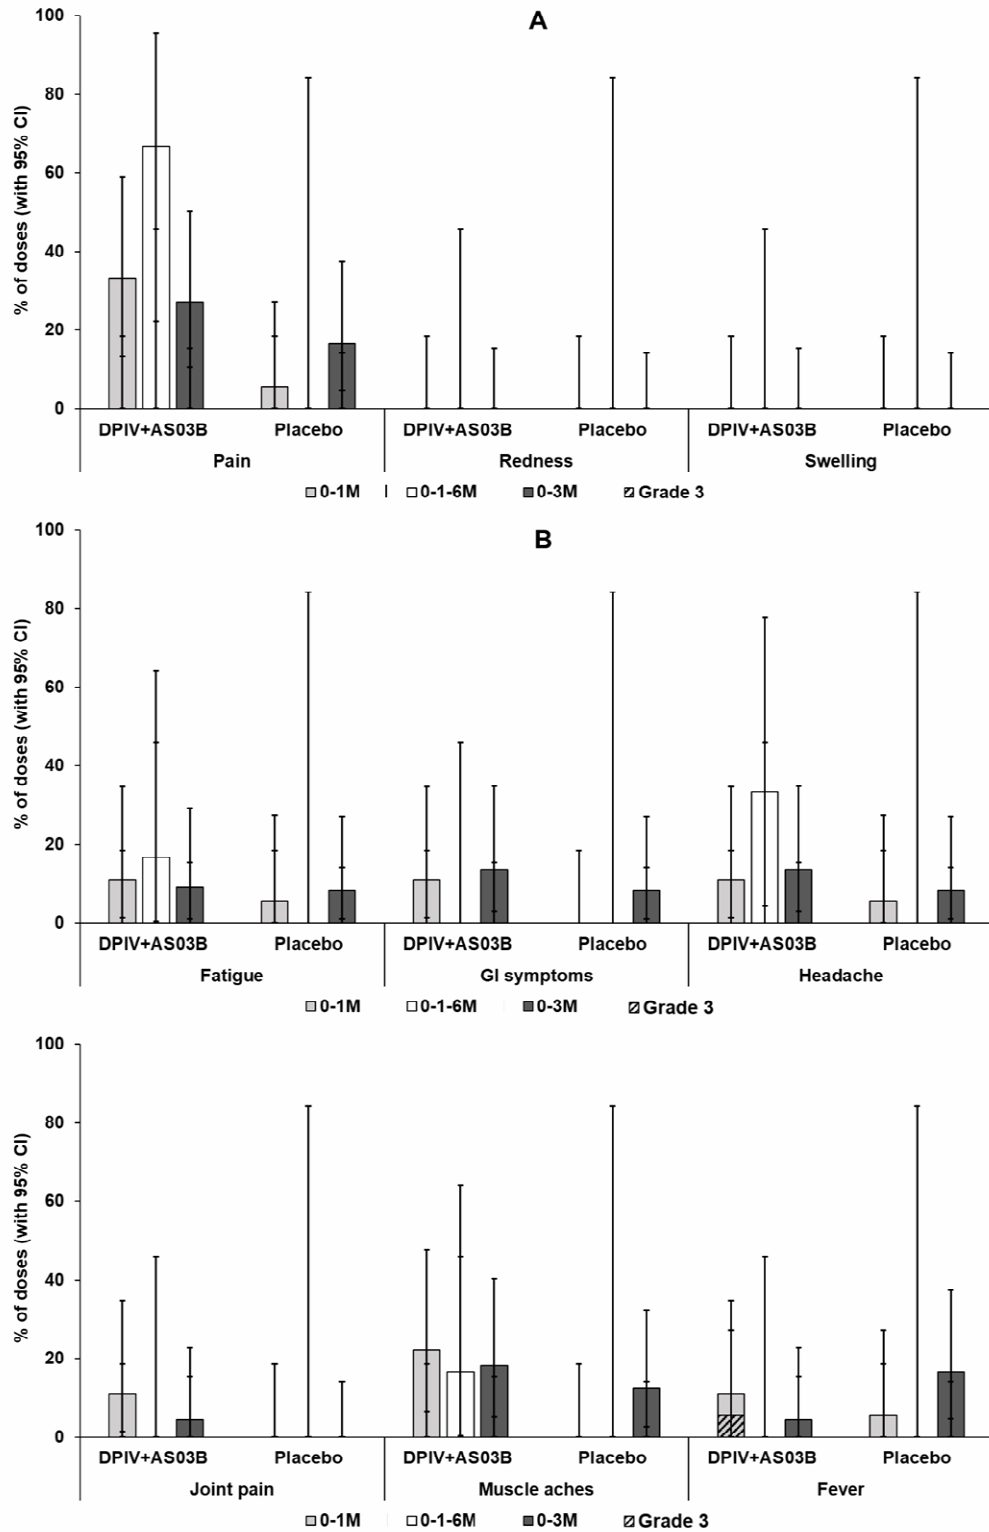 A
% of doses (with 95% CI)
100
80
60
40
20
0
DPIV+AS03B Placebo DPIV+AS03B Placebo DPIV+AS03B Placebo
Pain Redness Swelling
0-1M 0-1-6M 0-3M Grade 3
B
% of doses (with 95% CI)
100
80
60
40
20
0
DPIV+AS03B Placebo DPIV+AS03B Placebo DPIV+AS03B Placebo
Fatigue GI symptoms Headache
0-1M 0-1-6M 0-3M Grade 3
% of doses (with 95% CI)
100
80
60
40
20
0
DPIV+AS03B Placebo DPIV+AS03B Placebo DPIV+AS03B Placebo
Joint pain Muscle aches Fever
0-1M 0-1-6M 0-3M Grade 3